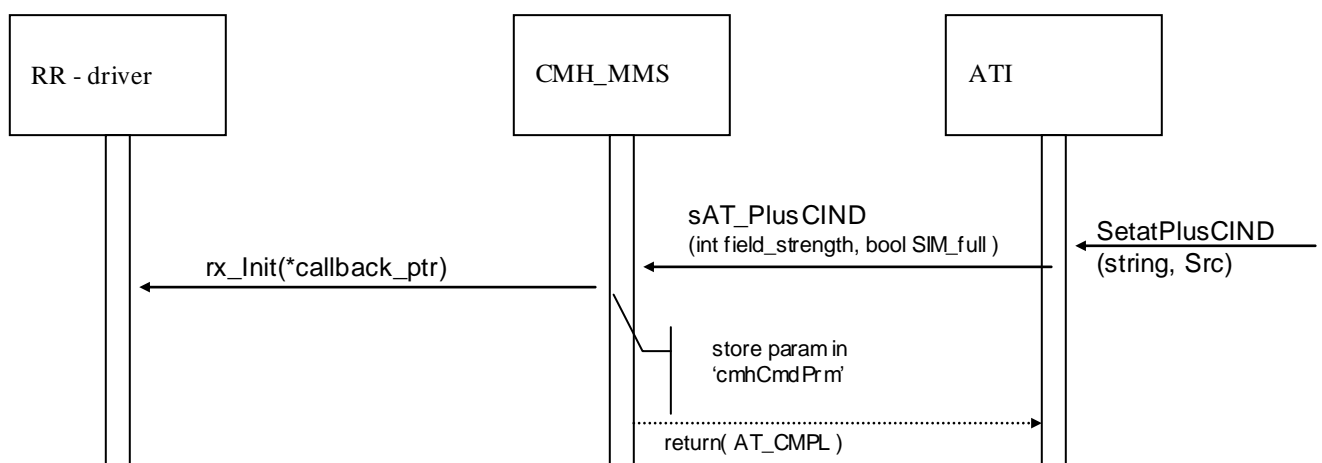 RR - driver
CMH_MMS
ATI
sAT_PlusCIND
(int field_strength, bool SIM_full )
SetatPlusCIND
(string, Src)
rx_Init(*callback_ptr)
store param in
‘cmhCmdPrm’
return( AT_CMPL )